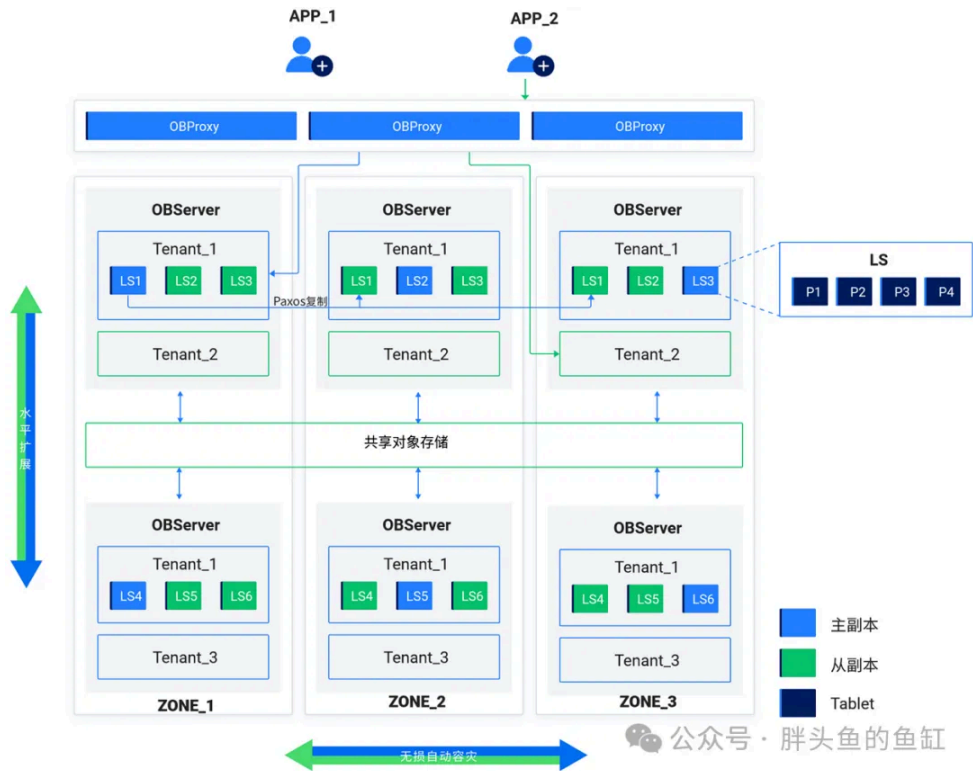 APP_1
APP_2
OBProxy
OBProxy
OBProxy
OBServer
OBServer
OBServer
Tenant_1
LS1 LS2 LS3
Tenant_1
LS1 LS2 LS3
Tenant_1
LS1 LS2 LS3
Paxos复制
LS
P1 P2 P3 P4
Tenant_2
Tenant_2
Tenant_2
水平扩展
共享对象存储
OBServer
OBServer
OBServer
Tenant_1
LS4 LS5 LS6
Tenant_1
LS4 LS5 LS6
Tenant_1
LS4 LS5 LS6
Tenant_3
Tenant_3
Tenant_3
ZONE_1
ZONE_2
ZONE_3
主副本
从副本
Tablet
无损自动容灾
公众号·胖头鱼的鱼缸